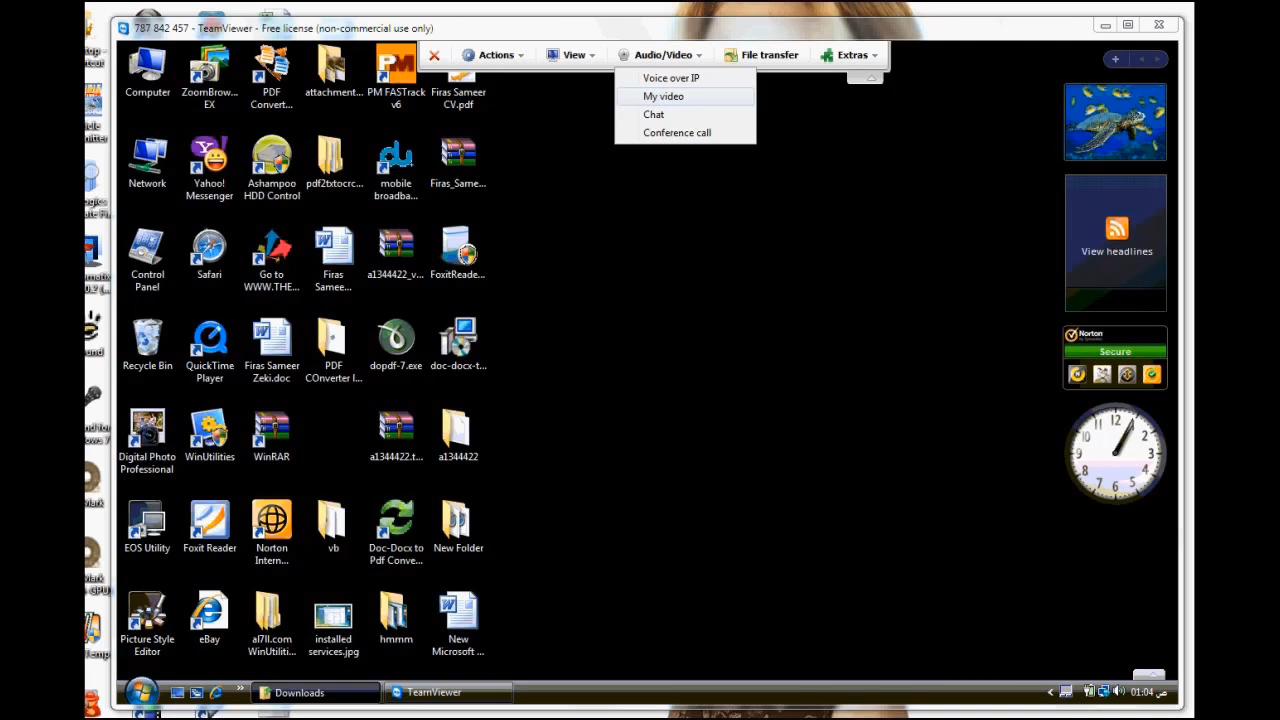 787 842 457 - TeamViewer - Free license (non-commercial use only)
Actions
View
Audio/Video
File transfer
Extras
Voice over IP
My video
Chat
Conference call
Computer
ZoomBrow...
EX
PDF
Convert...
attachment...
PM FASTrack
v6
Firas Sameer
CV.pdf
Network
Yahoo!
Messenger
Ashampoo
HDD Control
pdf2txtocrc...
mobile
broadba...
Firas_Same...
Control
Panel
Safari
Go to
WWW.THE...
Firas
Samee...
a1344422_v...
FoxitReade...
Recycle Bin
QuickTime
Player
Firas Sameer
Zeki.doc
PDF
COnverter I...
dopdf-7.exe
doc-docx-t...
Digital Photo
Professional
WinUtilities
WinRAR
a1344422.t...
a1344422
EOS Utility
Foxit Reader
Norton
Intern...
vb
Doc-Docx to
Pdf Conve...
New Folder
Picture Style
Editor
eBay
al7ll.com
WinUtiliti...
installed
services.jpg
hmmm
New
Microsoft ...
View headlines
Norton
Secure
Downloads
TeamViewer
01:04 ص